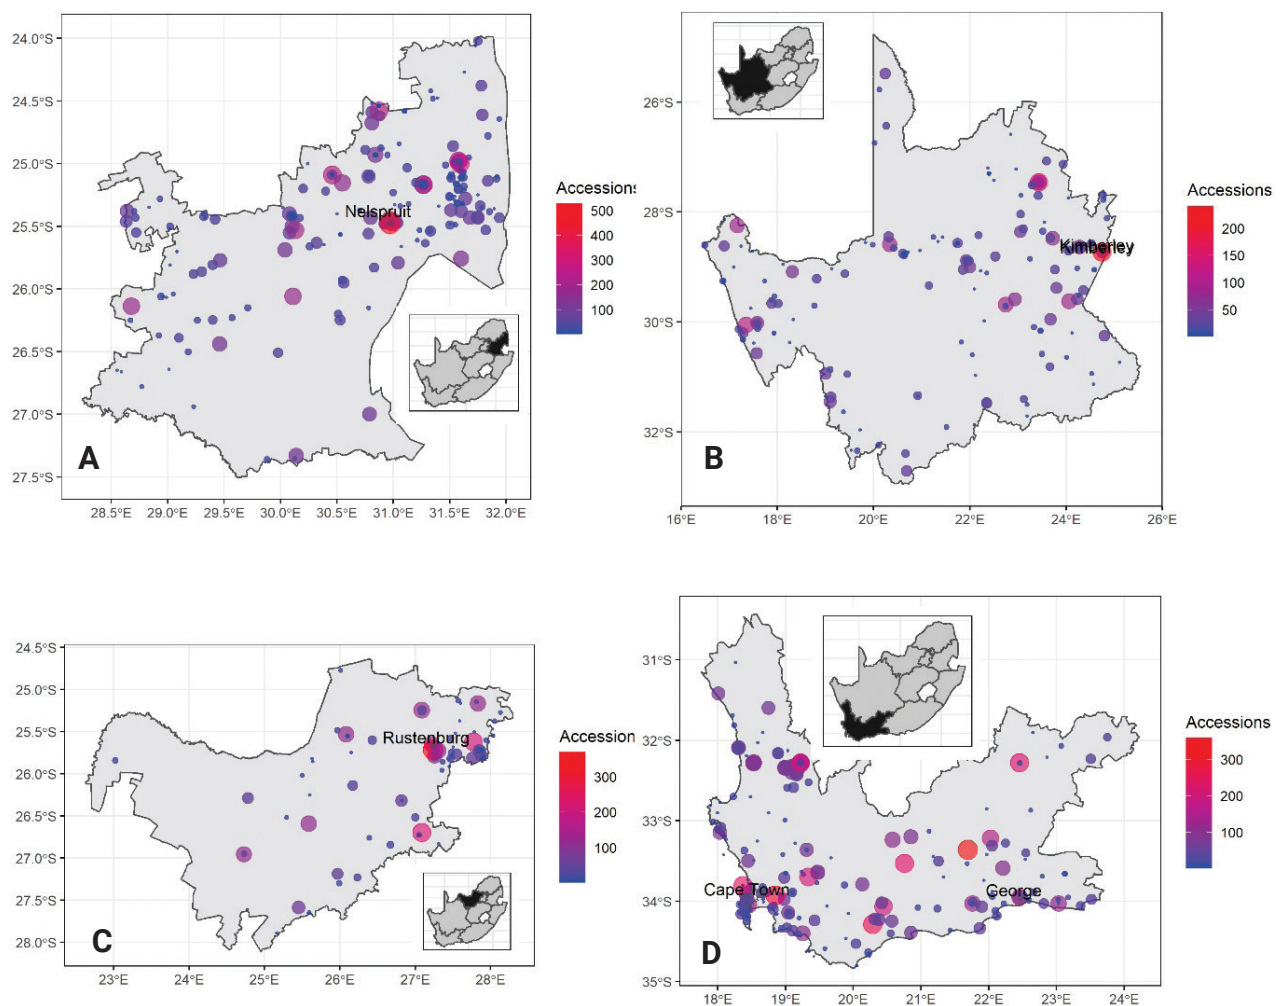 24.0°S
24.5°S
25.0°S
25.5°S
26.0°S
26.5°S
27.0°S
27.5°S
Nelspruit
A
28.5°E 29.0°E 29.5°E 30.0°E 30.5°E 31.0°E 31.5°E 32.0°E
Accessions
500
400
300
200
100
26°S
28°S
30°S
32°S
Kimberley
B
16°E 18°E 20°E 22°E 24°E 26°E
Accessions
200
150
100
50
24.5°S
25.0°S
25.5°S
26.0°S
26.5°S
27.0°S
27.5°S
28.0°S
Rustenburg
C
23°E 24°E 25°E 26°E 27°E 28°E
Accession
300
200
100
31°S
32°S
33°S
34°S
35°S
Cape Town George
D
18°E 19°E 20°E 21°E 22°E 23°E 24°E
Accessions
300
200
100